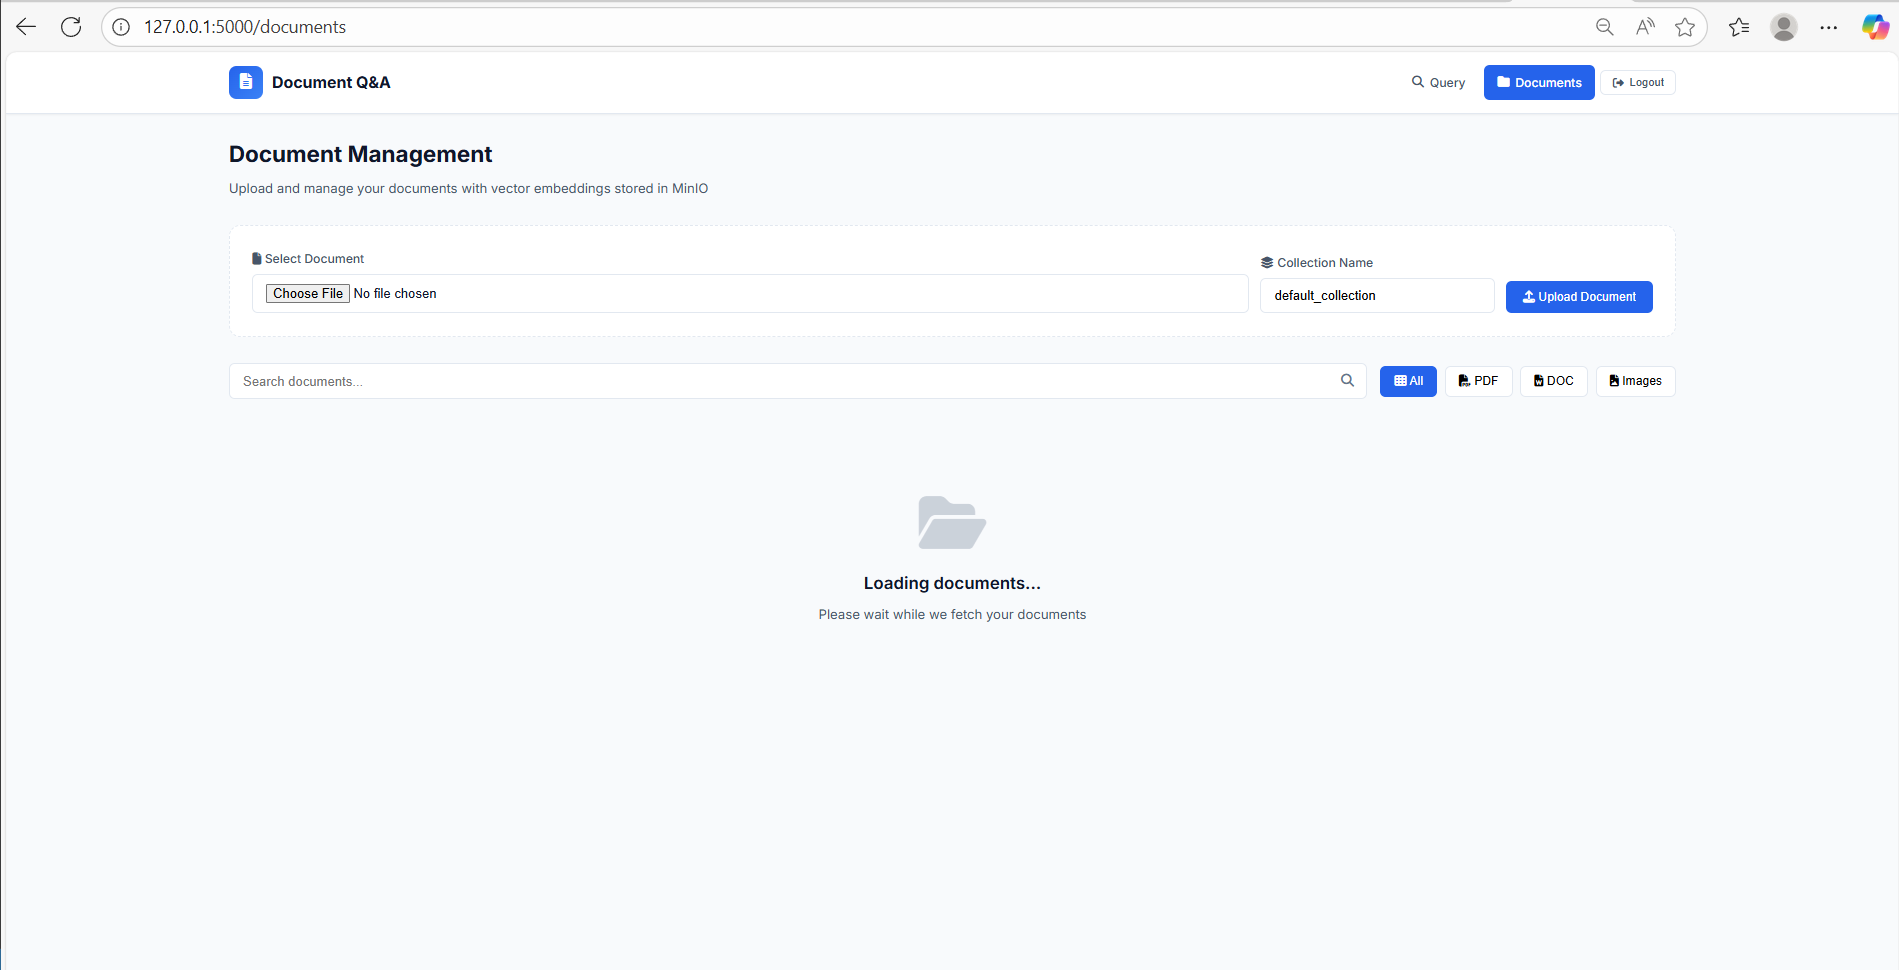 127.0.0.1:5000/documents
Document Q&A
Query
Documents
Logout
Document Management
Upload and manage your documents with vector embeddings stored in MinIO
Select Document
Choose File No file chosen
Collection Name
default_collection
Upload Document
Search documents...
All
PDF
DOC
Images
Loading documents...
Please wait while we fetch your documents